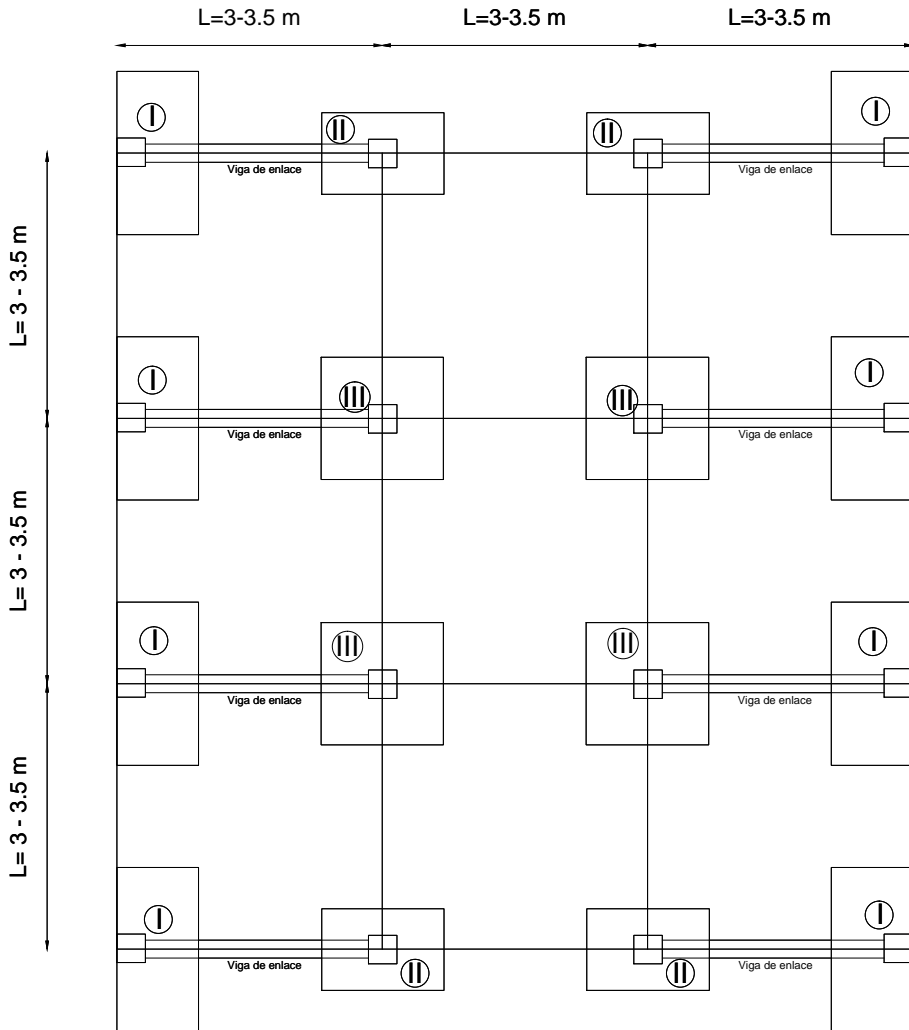 L=3-3.5 m
L=3-3.5 m
L=3-3.5 m
I
II
II
I
Viga de enlace
Viga de enlace
L= 3 - 3.5 m
I
III
III
I
Viga de enlace
Viga de enlace
L= 3 - 3.5 m
I
III
III
I
Viga de enlace
Viga de enlace
L= 3 - 3.5 m
I
II
II
I
Viga de enlace
Viga de enlace